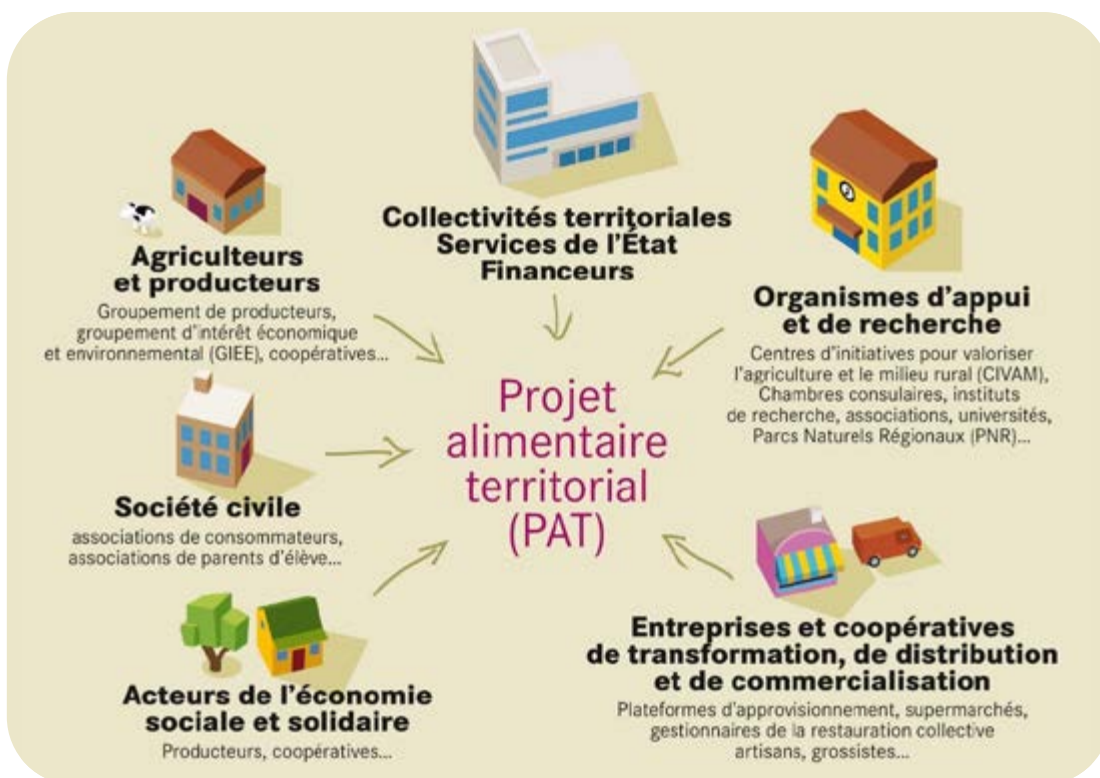 Collectivités territoriales
Services de l'État
Financeurs
Agriculteurs
et producteurs
Groupement de producteurs,
groupement d'intérêt économique
et environnemental (GIEE), coopératives...
Organismes d'appui
et de recherche
Centres d'initiatives pour valoriser
l'agriculture et le milieu rural (CIVAM),
Chambres consulaires, instituts
de recherche, associations, universités,
Parcs Naturels Régionaux (PNR)...
Projet
alimentaire
territorial
(PAT)
Société civile
associations de consommateurs,
associations de parents d'élève...
Acteurs de l'économie
sociale et solidaire
Producteurs, coopératives...
Entreprises et coopératives
de transformation, de distribution
et de commercialisation
Plateformes d'approvisionnement, supermarchés,
gestionnaires de la restauration collective
artisans, grossistes...